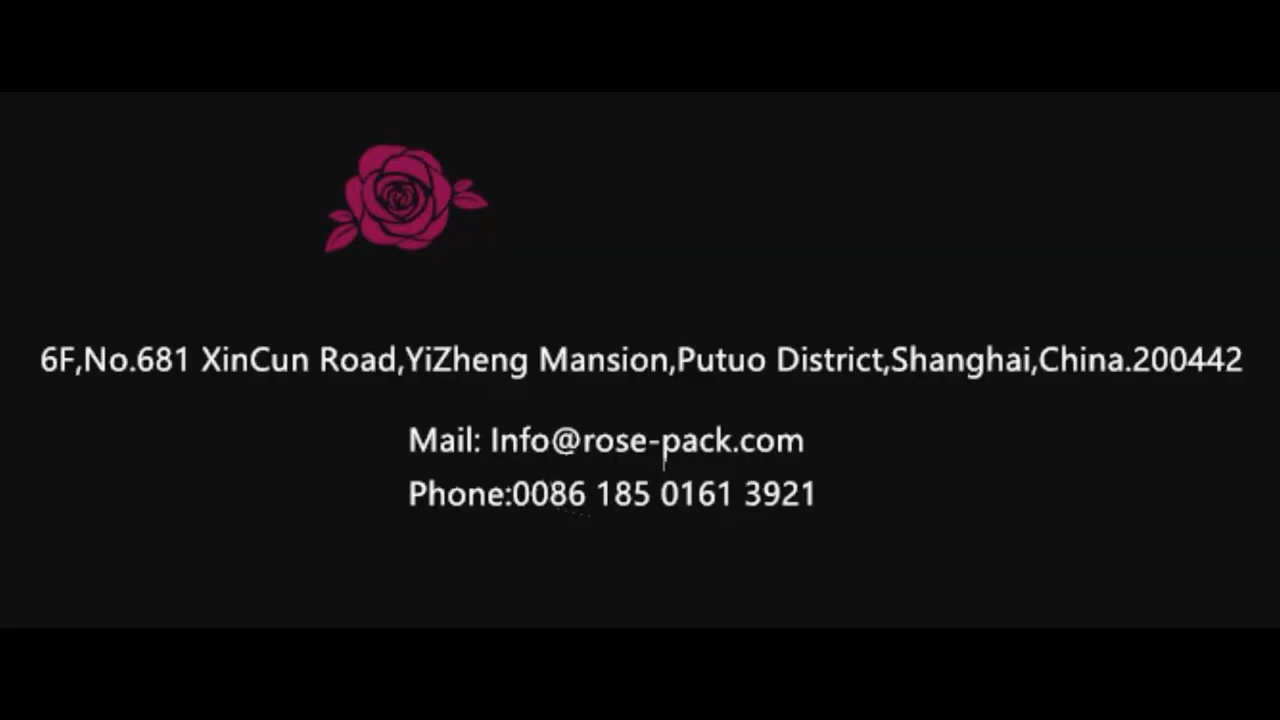 6F,No.681 XinCun Road,YiZheng Mansion,Putuo District,Shanghai,China.200442
Mail: Info@rose-pack.com
Phone:0086 185 0161 3921